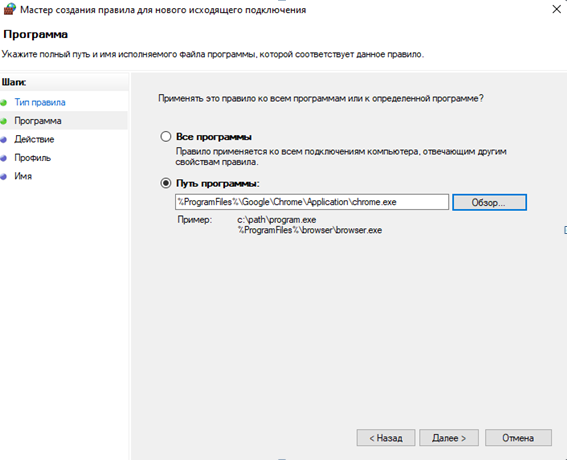 Мастер создания правила для нового исходящего подключения
Программа
Укажите полный путь и имя исполняемого файла программы, которой соответствует данное правило.
Шаги:
Тип правила
Программа
Действие
Профиль
Имя
Применять это правило ко всем программам или к определенной программе?
Все программы
Правило применяется ко всем подключениям компьютера, отвечающим другим
свойствам правила.
Путь программы:
%ProgramFiles%\Google\Chrome\Application\chrome.exe
Обзор...
Пример:
c:\path\program.exe
%ProgramFiles%\browser\browser.exe
< Назад
Далее >
Отмена